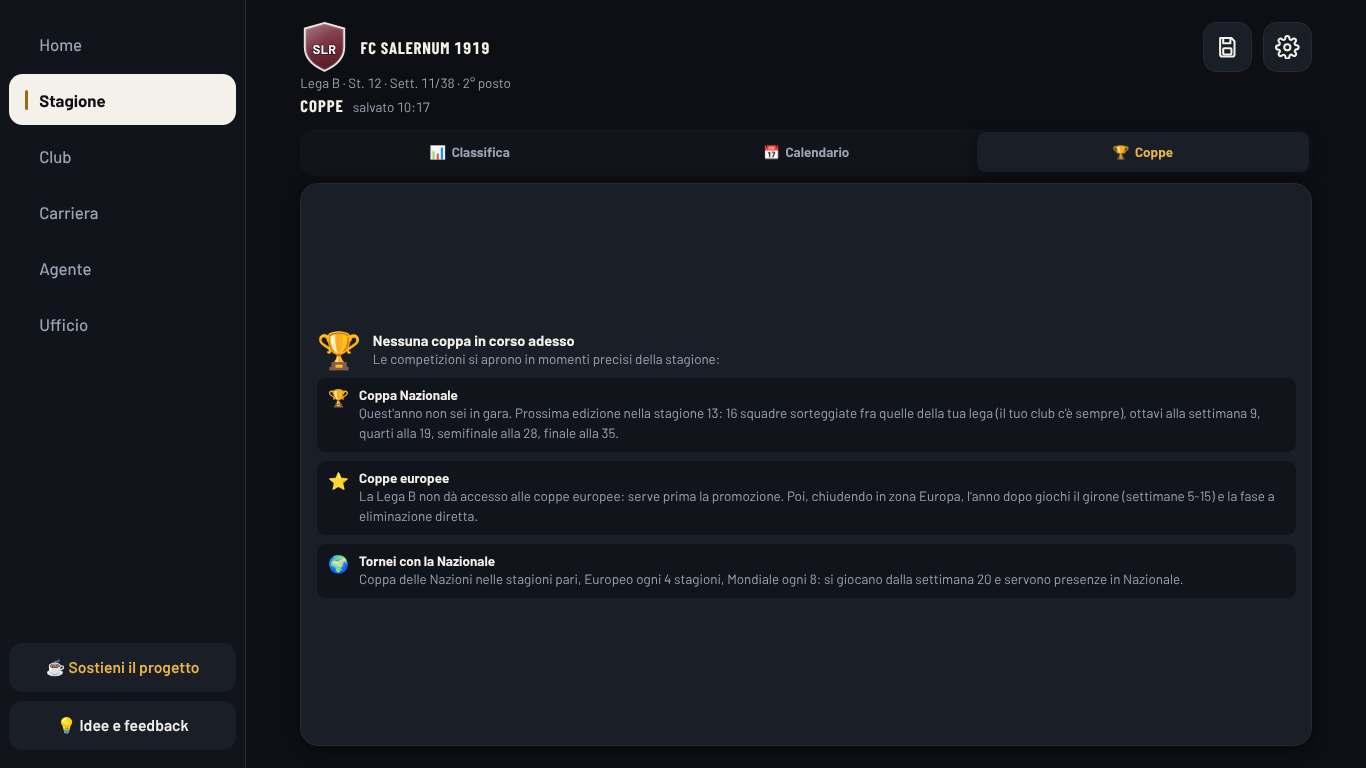 Home
Stagione
Club
Carriera
Agente
Ufficio
☕ Sostieni il progetto
💡 Idee e feedback
SLR
FC SALERNUM 1919
Lega B · St. 12 · Sett. 11/38 · 2° posto
COPPE salvato 10:17
📊 Classifica
📅 Calendario
🏆 Coppe
Nessuna coppa in corso adesso
Le competizioni si aprono in momenti precisi della stagione:
Coppa Nazionale
Quest'anno non sei in gara. Prossima edizione nella stagione 13: 16 squadre sorteggiate fra quelle della tua lega (il tuo club c'è sempre), ottavi alla settimana 9,
quarti alla 19, semifinale alla 28, finale alla 35.
Coppe europee
La Lega B non dà accesso alle coppe europee: serve prima la promozione. Poi, chiudendo in zona Europa, l'anno dopo giochi il girone (settimane 5-15) e la fase a
eliminazione diretta.
Tornei con la Nazionale
Coppa delle Nazioni nelle stagioni pari, Europeo ogni 4 stagioni, Mondiale ogni 8: si giocano dalla settimana 20 e servono presenze in Nazionale.